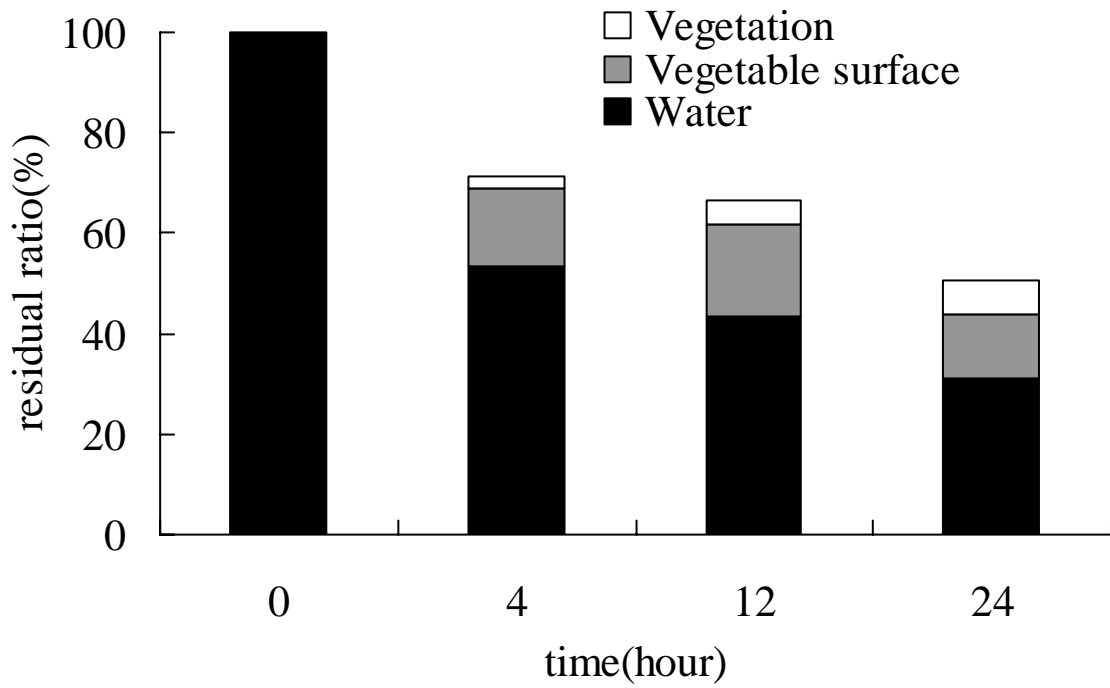 Vegetation
Vegetable surface
Water
residual ratio(%)
100
80
60
40
20
0
0 4 12 24
time(hour)